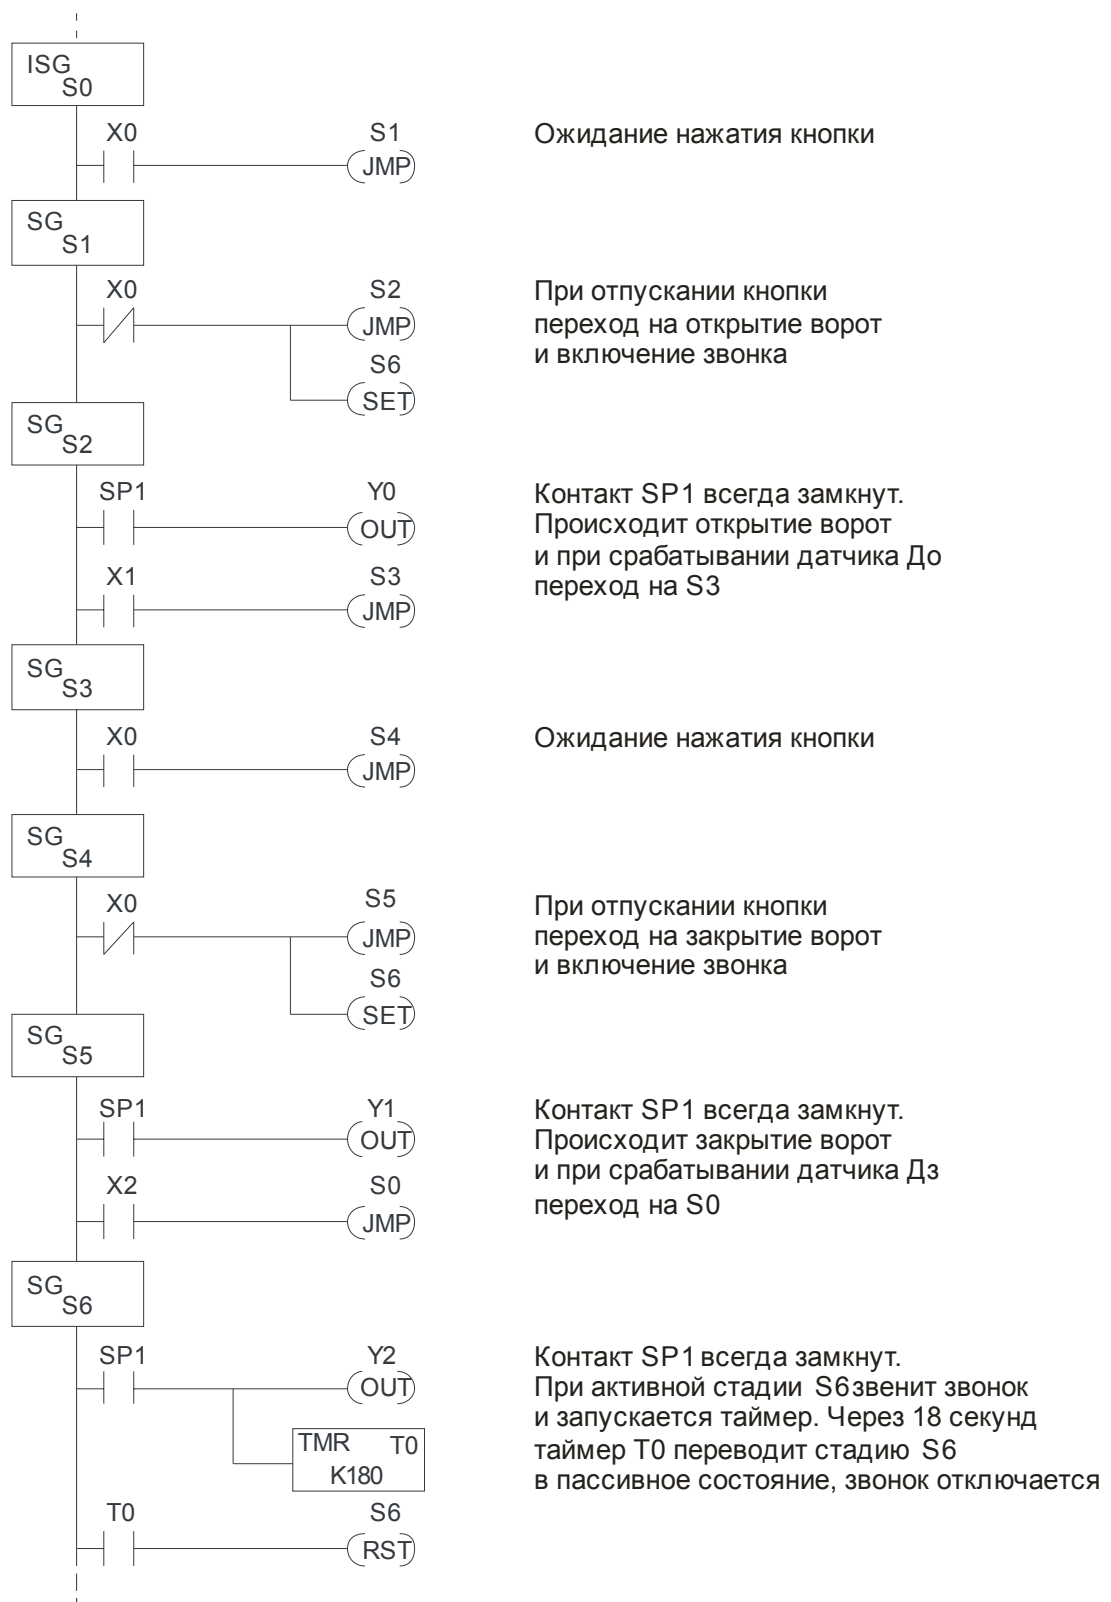 ISG
S0
X0 S1 Ожидание нажатия кнопки
JMP
SG
S1
X0 S2 При отпускании кнопки
JMP переход на открытие ворот
S6 и включение звонка
SET
SG
S2
SP1 Y0 Контакт SP1 всегда замкнут.
OUT Происходит открытие ворот
и при срабатывании датчика До
X1 S3 переход на S3
JMP
SG
S3
X0 S4 Ожидание нажатия кнопки
JMP
SG
S4
X0 S5 При отпускании кнопки
JMP переход на закрытие ворот
S6 и включение звонка
SET
SG
S5
SP1 Y1 Контакт SP1 всегда замкнут.
OUT Происходит закрытие ворот
и при срабатывании датчика Дз
X2 S0 переход на S0
JMP
SG
S6
SP1 Y2 Контакт SP1 всегда замкнут.
OUT При активной стадии S6 звенит звонок
и запускается таймер. Через 18 секунд
TMR T0 таймер T0 переводит стадию S6
K180 в пассивное состояние, звонок отключается
T0 S6
RST